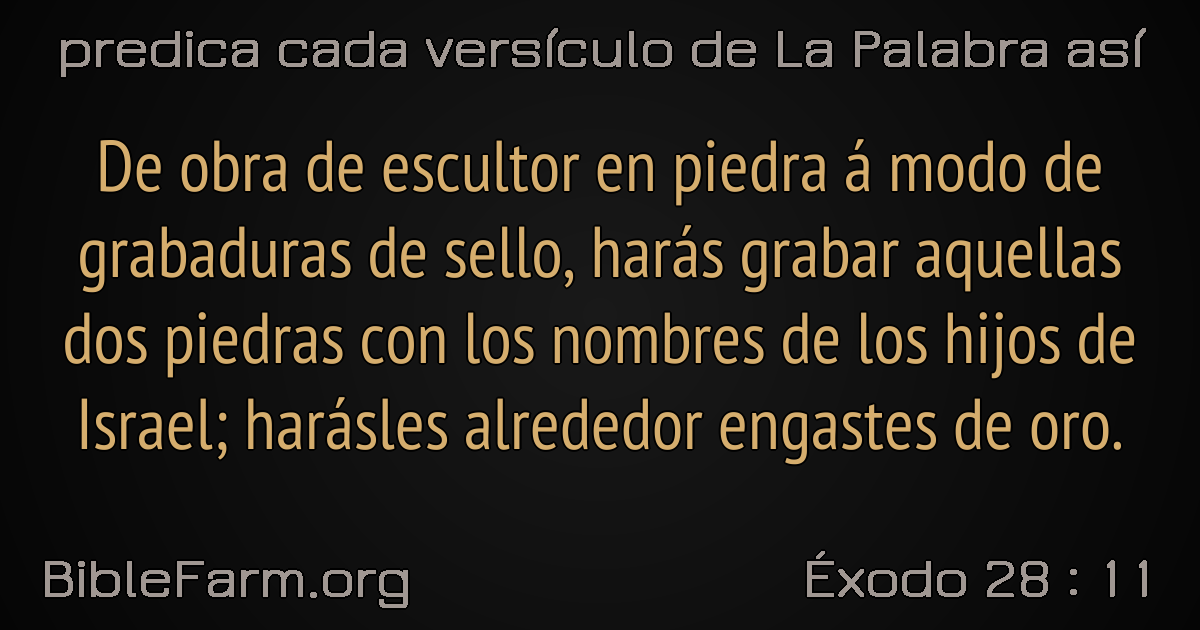 predica cada versículo de La Palabra así
De obra de escultor en piedra á modo de
grabaduras de sello, harás grabar aquellas
dos piedras con los nombres de los hijos de
Israel; harásles alrededor engastes de oro.
BibleFarm.org
Éxodo 28 : 11